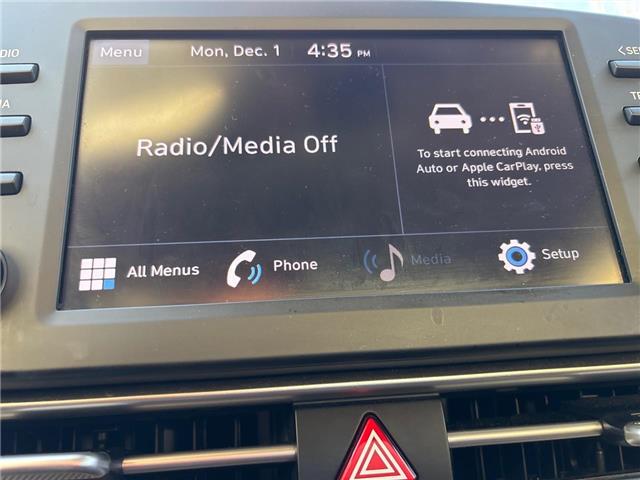 Menu Mon, Dec. 1 4:35 PM
Radio/Media Off
To start connecting Android
Auto or Apple CarPlay, press
this widget.
All Menus Phone Media Setup